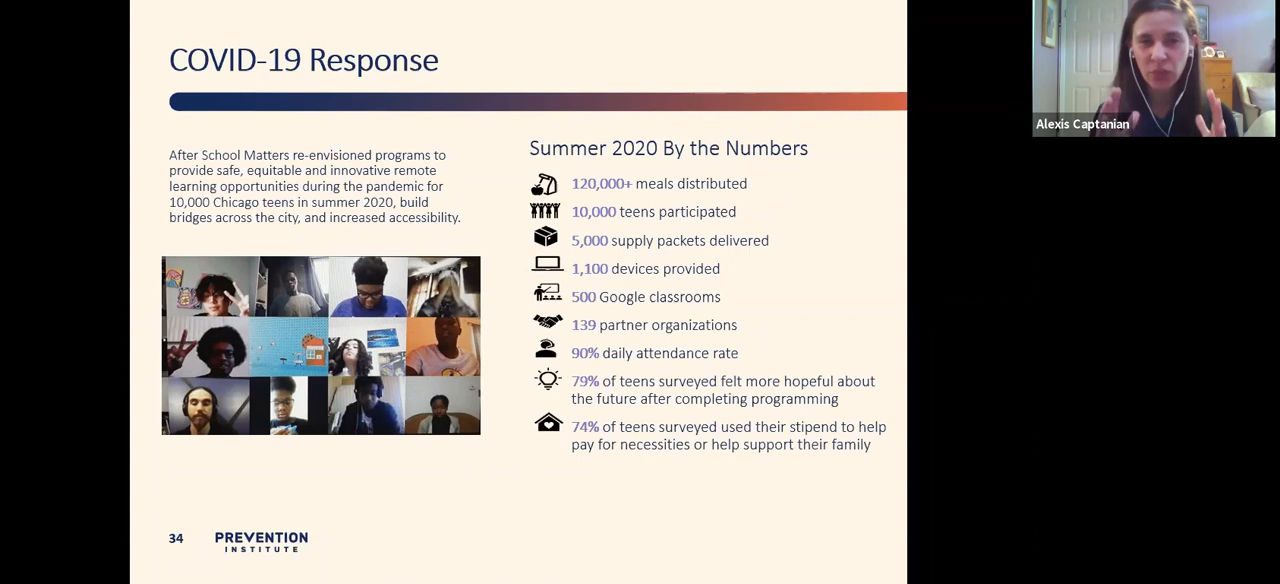 COVID-19 Response
After School Matters re-envisioned programs to
provide safe, equitable and innovative remote
learning opportunities during the pandemic for
10,000 Chicago teens in summer 2020, build
bridges across the city, and increased accessibility.
Summer 2020 By the Numbers
120,000+ meals distributed
10,000 teens participated
5,000 supply packets delivered
1,100 devices provided
500 Google classrooms
139 partner organizations
90% daily attendance rate
79% of teens surveyed felt more hopeful about
the future after completing programming
74% of teens surveyed used their stipend to help
pay for necessities or help support their family
34
PREVENTION
INSTITUTE
Alexis Captanian